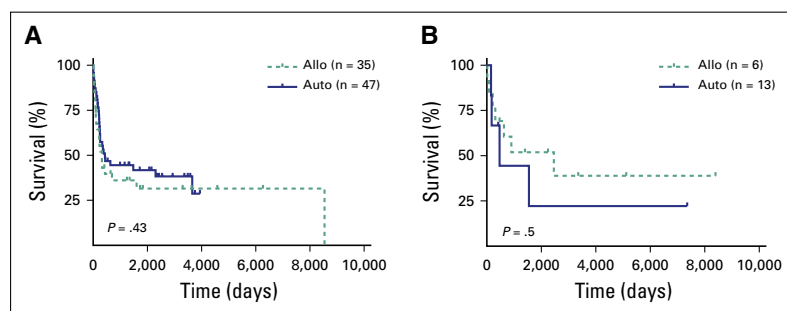 A
Survival (%)
100
75
50
25
Allo (n = 35)
Auto (n = 47)
P = .43
0 2,000 4,000 6,000 8,000 10,000
Time (days)
B
Survival (%)
100
75
50
25
Allo (n = 6)
Auto (n = 13)
P = .5
0 2,000 4,000 6,000 8,000 10,000
Time (days)